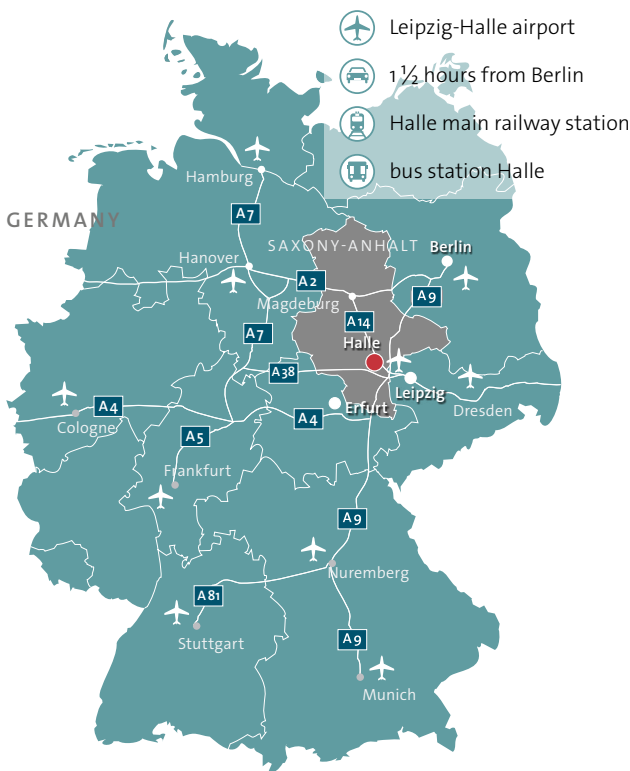 Leipzig-Halle airport
1 ½ hours from Berlin
Halle main railway station
bus station Halle
Hamburg
A7
GERMANY
SAXONY-ANHALT
Berlin
Hanover
A2
A9
Magdeburg
A14
A7
Halle
A38
Leipzig
A4
Erfurt
Dresden
A4
Cologne
A5
Frankfurt
A9
Nuremberg
A81
Stuttgart
A9
Munich